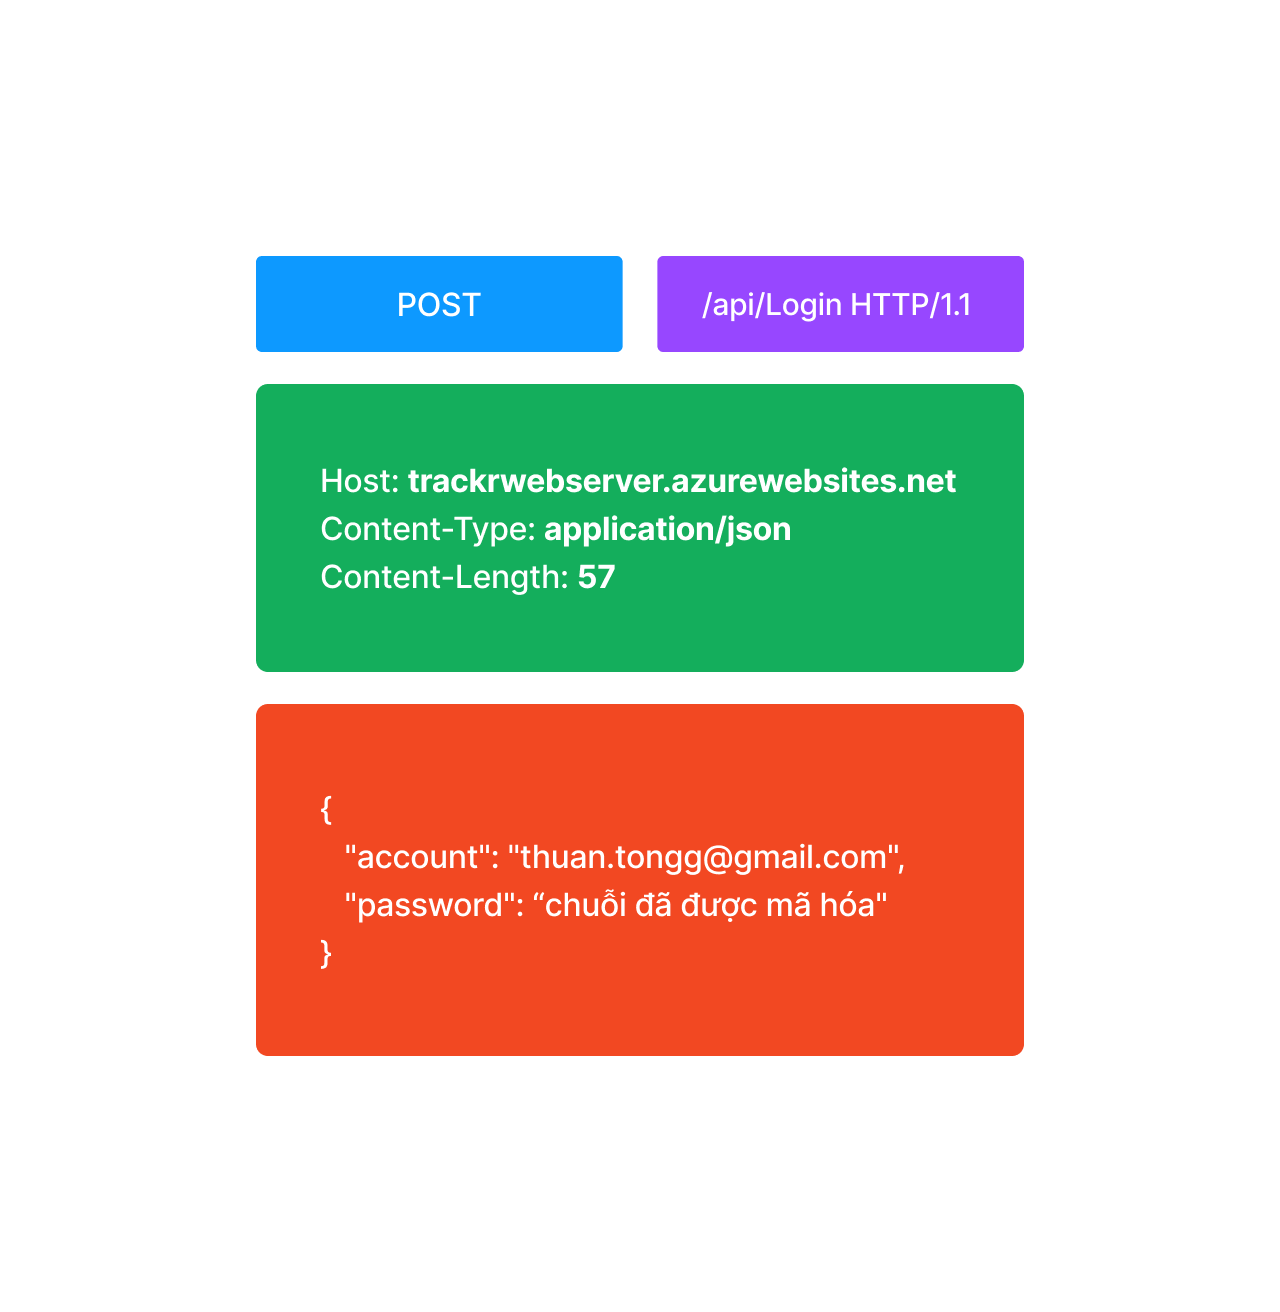 POST
/api/Login HTTP/1.1
Host: trackrwebserver.azurewebsites.net
Content-Type: application/json
Content-Length: 57
{
"account": "thuan.tongg@gmail.com",
"password": “chuỗi đã được mã hóa"
}